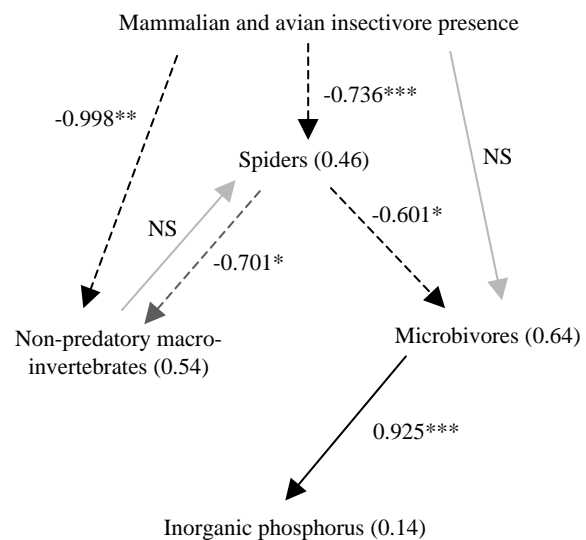 Mammalian and avian insectivore presence
-0.998**
-0.736***
Spiders (0.46)
NS
NS
-0.601*
-0.701*
Non-predatory macro-
invertebrates (0.54)
Microbivores (0.64)
0.925***
Inorganic phosphorus (0.14)